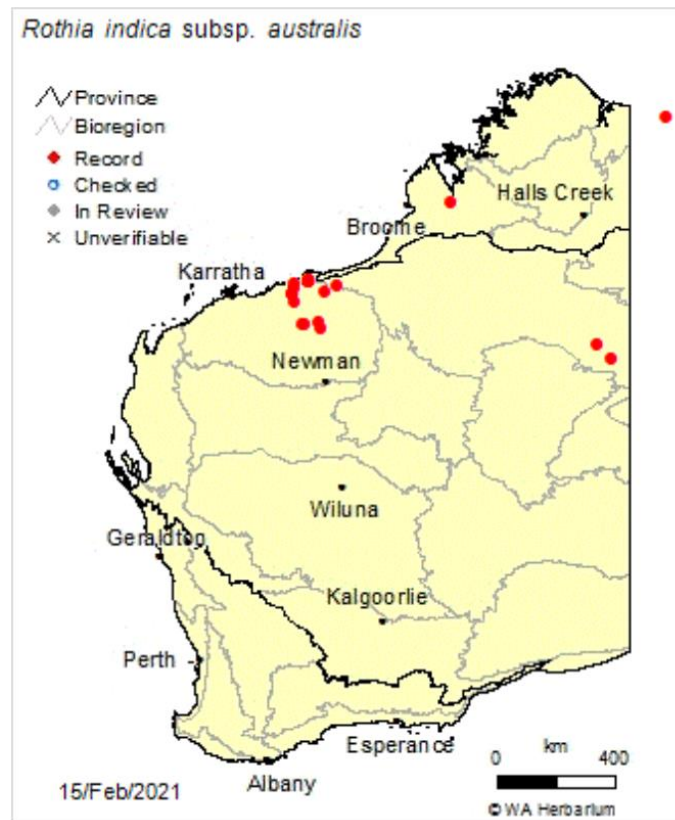 Rothia indica subsp. australis
Province
Bioregion
Record
Checked
In Review
Unverifiable
Halls Creek
Broome
Karratha
Newman
Wiluna
Geraldton
Kalgoorlie
Perth
Esperance
Albany
15/Feb/2021
km
0 400
© WA Herbarium